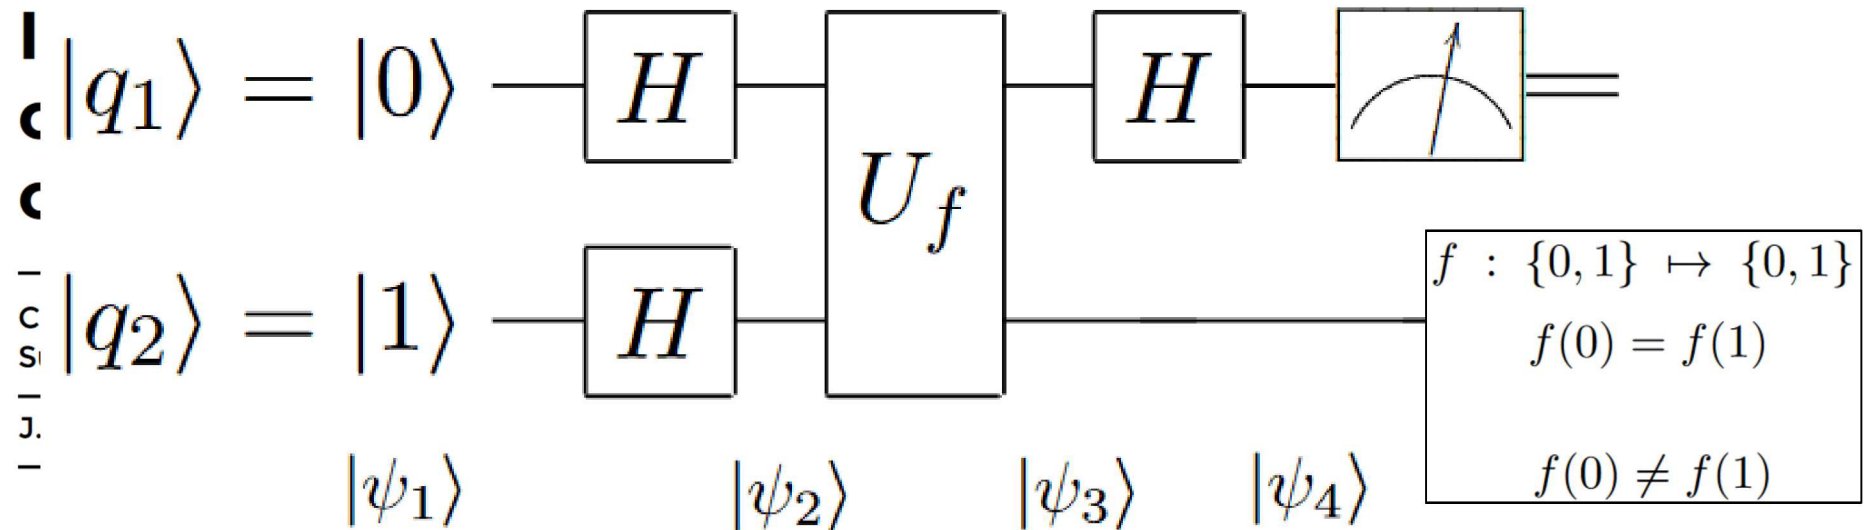 |q₁⟩ = |0⟩ H U_f H
|q₂⟩ = |1⟩ H
f : {0, 1} ↦ {0, 1}
f(0) = f(1)
f(0) ≠ f(1)
|ψ₁⟩ |ψ₂⟩ |ψ₃⟩ |ψ₄⟩
J.